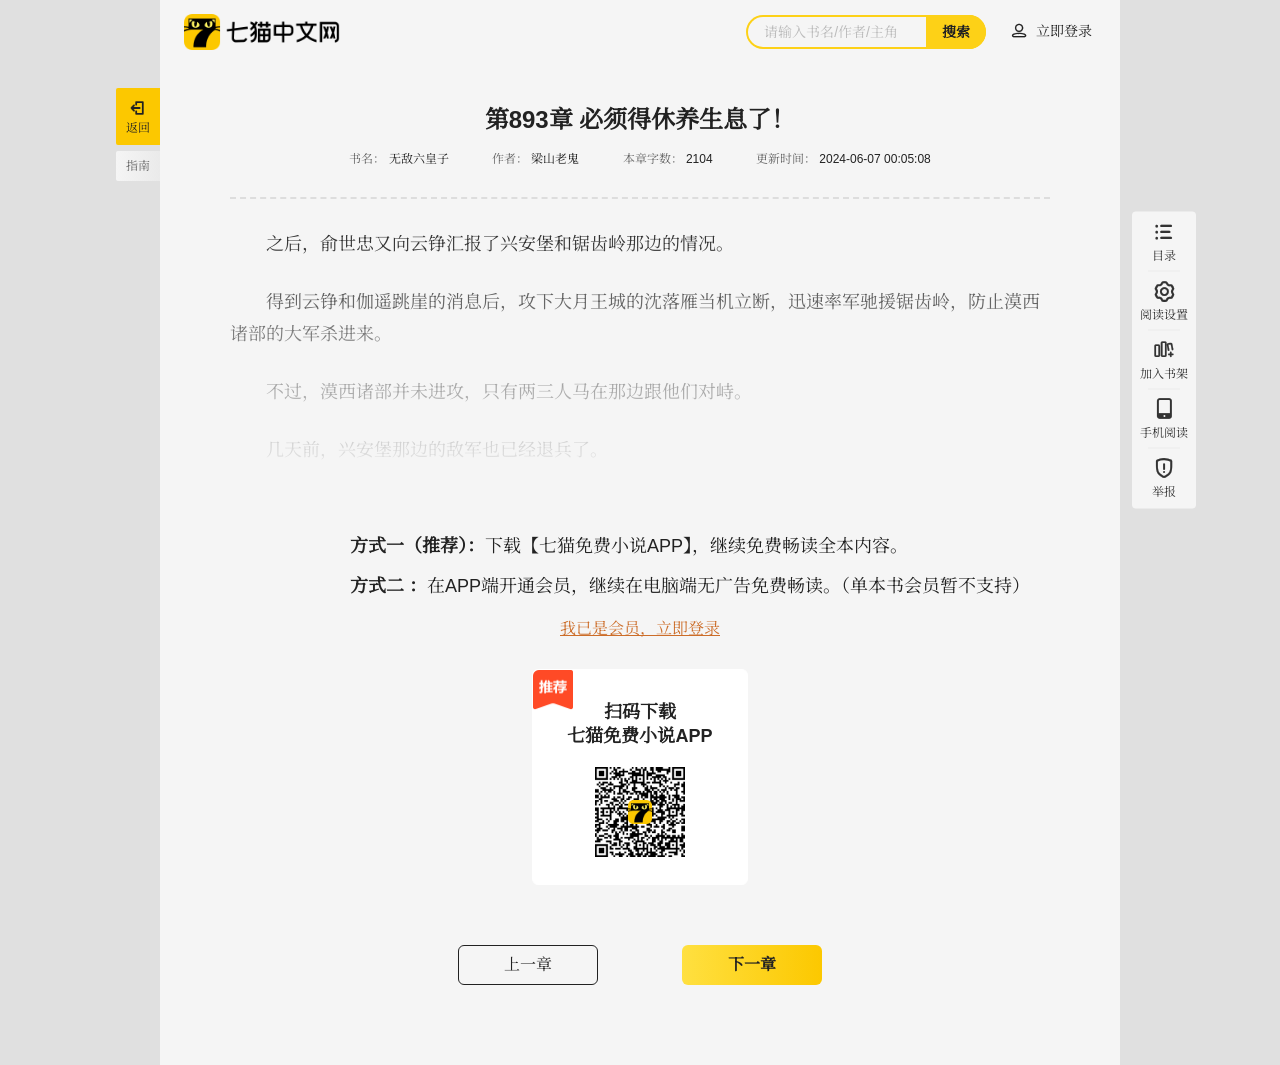 七猫中文网
请输入书名/作者/主角
搜索
立即登录
返回
指南
第893章 必须得休养生息了！
书名： 无敌六皇子 作者： 梁山老鬼 本章字数： 2104 更新时间： 2024-06-07 00:05:08
之后，俞世忠又向云铮汇报了兴安堡和锯齿岭那边的情况。
得到云铮和伽遥跳崖的消息后，攻下大月王城的沈落雁当机立断，迅速率军驰援锯齿岭，防止漠西
诸部的大军杀进来。
不过，漠西诸部并未进攻，只有两三人马在那边跟他们对峙。
几天前，兴安堡那边的敌军也已经退兵了。
目录
阅读设置
加入书架
手机阅读
举报
方式一（推荐）： 下载【七猫免费小说APP】，继续免费畅读全本内容。
方式二 ： 在APP端开通会员，继续在电脑端无广告免费畅读。（单本书会员暂不支持）
我已是会员，立即登录
推荐
扫码下载
七猫免费小说APP
上一章
下一章